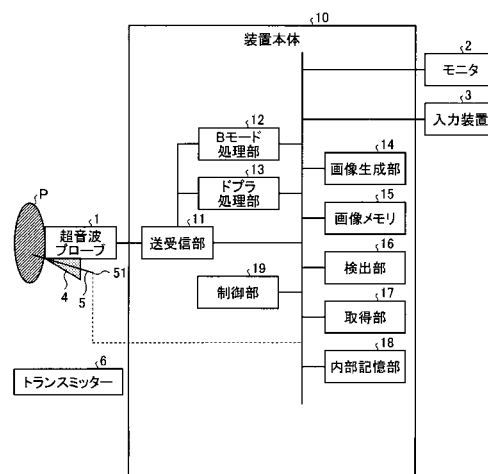 10
装置本体
2
モニタ
3
入力装置
12
Bモード
処理部
13
ドプラ
処理部
14
画像生成部
P
1
超音波
プローブ
11
送受信部
15
画像メモリ
16
検出部
4
5
51
19
制御部
17
取得部
18
内部記憶部
6
トランスミッター